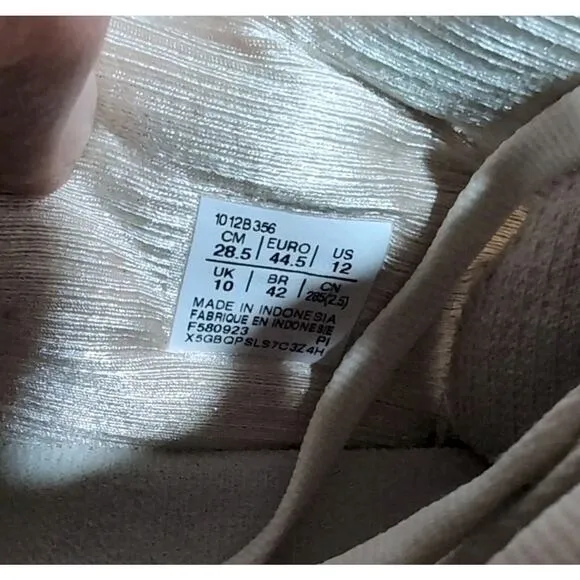 1012B356
CM | EURO | US
28.5 | 44.5 | 12
UK | BR | CN
10 | 42 | 285(2.5)
MADE IN INDONESIA
FABRIQUE EN INDONESIE
F580923 PI
X5GBQPSLS7C3Z4H